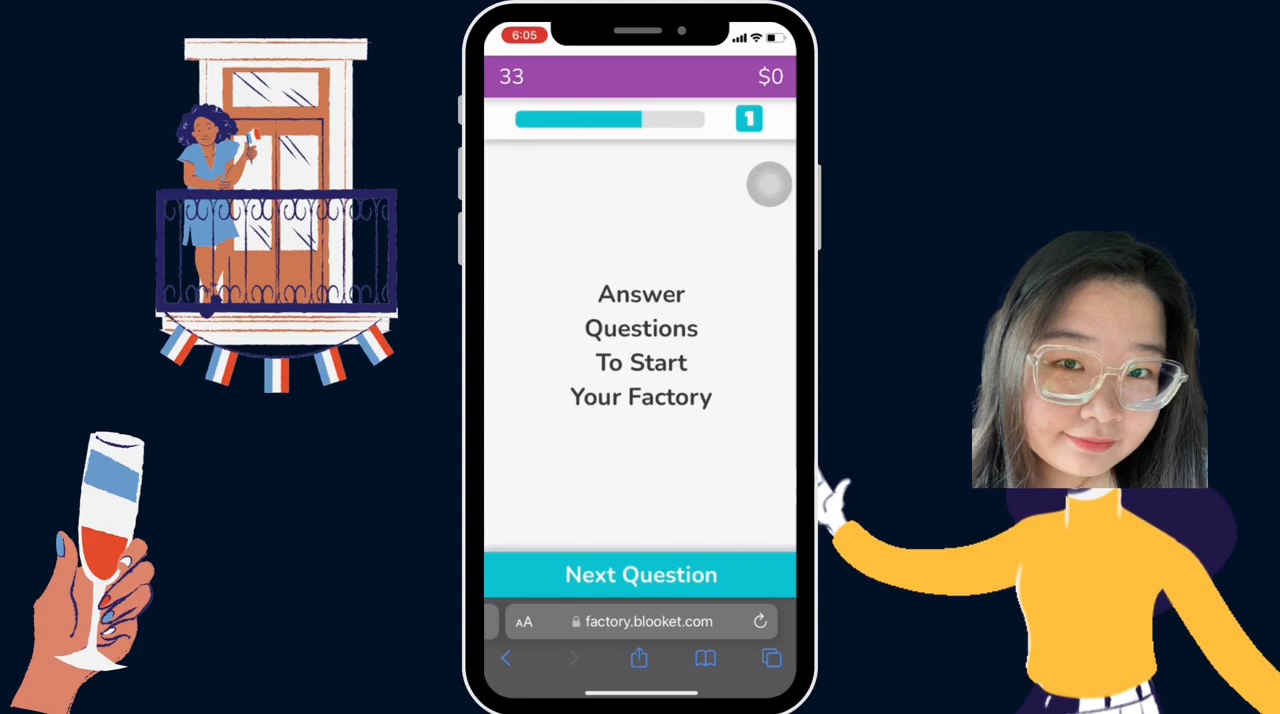 6:05
33
$0
1
Answer
Questions
To Start
Your Factory
Next Question
AA
factory.blooket.com